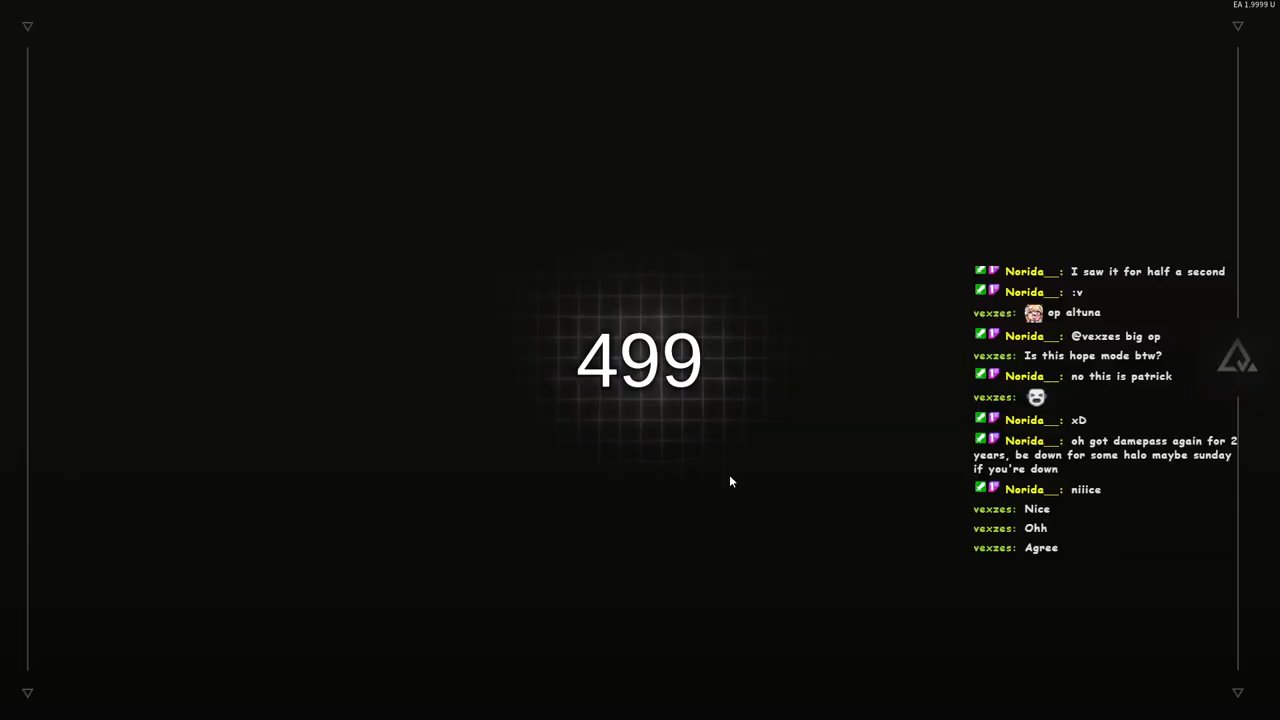 EA 1.9999 U
Norida__: I saw it for half a second
Norida__: :v
vexzes: op altuna
Norida__: @vexzes big op
vexzes: Is this hope mode btw?
499
Norida__: no this is patrick
vexzes:
Norida__: xD
Norida__: oh got damepass again for 2
years, be down for some halo maybe sunday
if you're down
Norida__: niiice
vexzes: Nice
vexzes: Ohh
vexzes: Agree